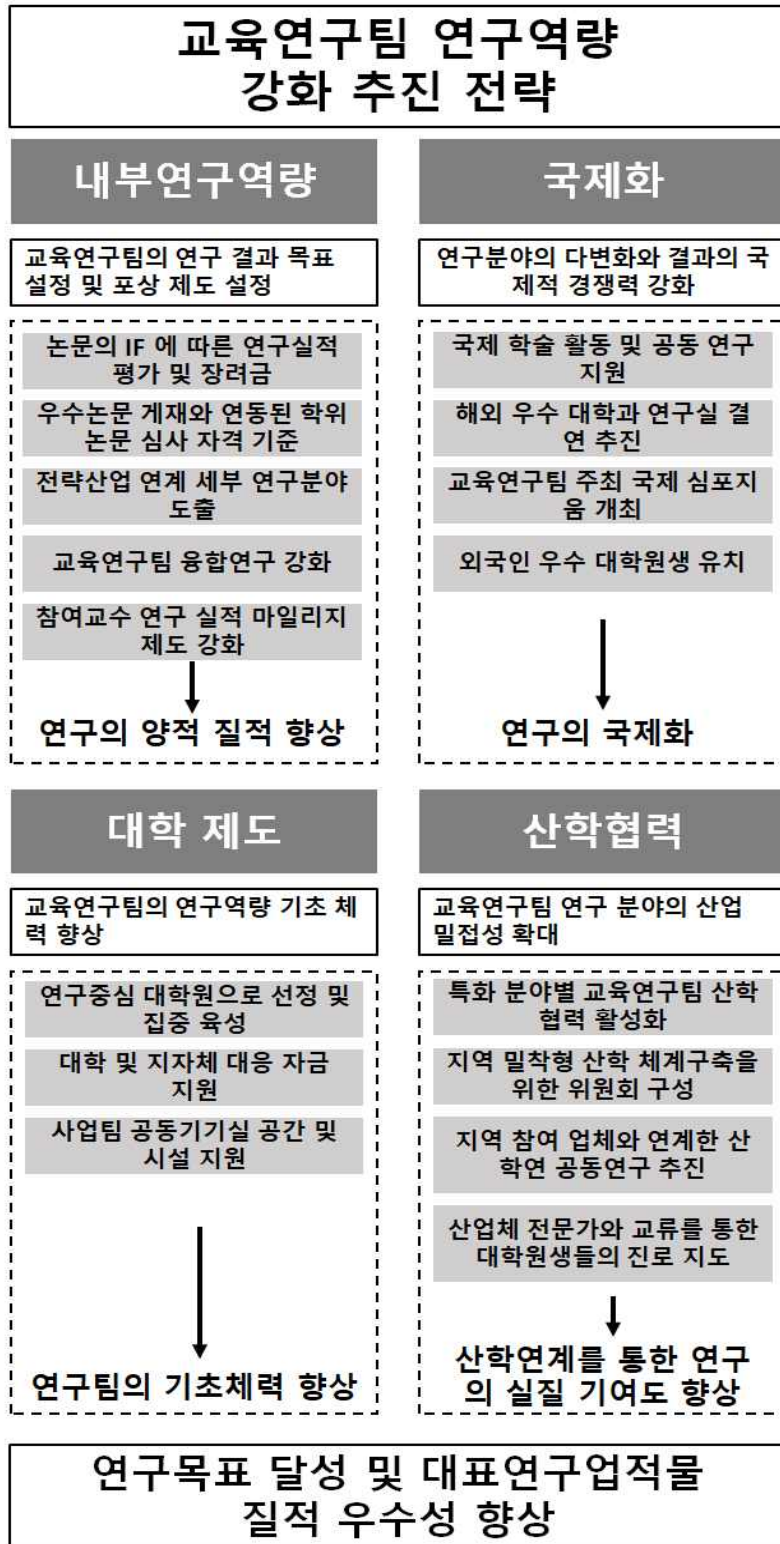 교육연구팀 연구역량
강화 추진 전략
내부연구역량
교육연구팀의 연구 결과 목표
설정 및 포상 제도 설정
논문의 IF 에 따른 연구실적
평가 및 장려금
우수논문 게재와 연동된 학위
논문 심사 자격 기준
전략산업 연계 세부 연구분야
도출
교육연구팀 융합연구 강화
참여교수 연구 실적 마일리지
제도 강화
연구의 양적 질적 향상
국제화
연구분야의 다변화와 결과의 국
제적 경쟁력 강화
국제 학술 활동 및 공동 연구
지원
해외 우수 대학과 연구실 결
연 추진
교육연구팀 주최 국제 심포지
움 개최
외국인 우수 대학원생 유치
연구의 국제화
대학 제도
교육연구팀의 연구역량 기초 체
력 향상
연구중심 대학원으로 선정 및
집중 육성
대학 및 지자체 대응 자금
지원
사업팀 공동기기실 공간 및
시설 지원
연구팀의 기초체력 향상
산학협력
교육연구팀 연구 분야의 산업
밀접성 확대
특화 분야별 교육연구팀 산학
협력 활성화
지역 밀착형 산학 체계구축을
위한 위원회 구성
지역 참여 업체와 연계한 산
학연 공동연구 추진
산업체 전문가와 교류를 통한
대학원생들의 진로 지도
산학연계를 통한 연구
의 실질 기여도 향상
연구목표 달성 및 대표연구업적물
질적 우수성 향상